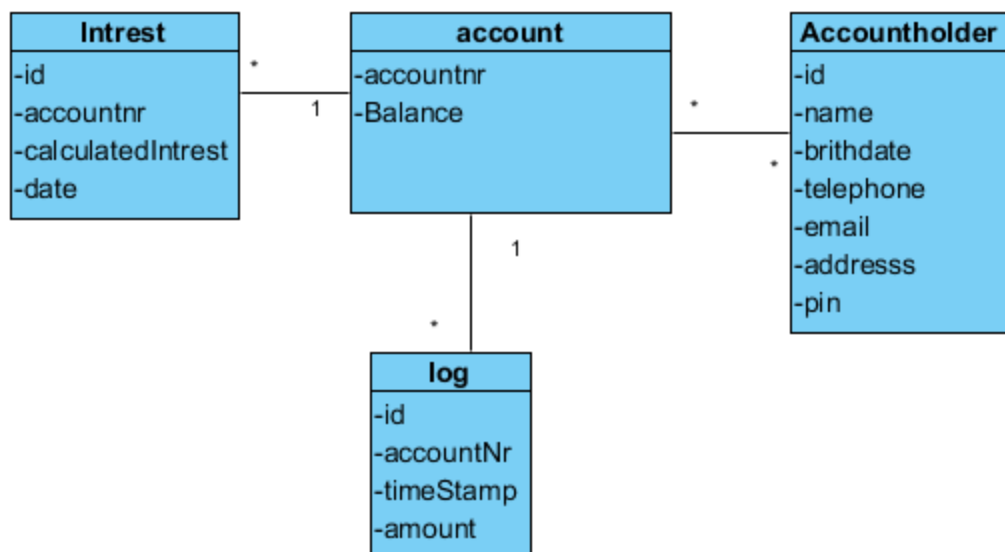 Intrest
-id
-accountnr
-calculatedIntrest
-date
*
1
account
-accountnr
-Balance
*
*
Accountholder
-id
-name
-brithdate
-telephone
-email
-addresss
-pin
1
*
log
-id
-accountNr
-timeStamp
-amount